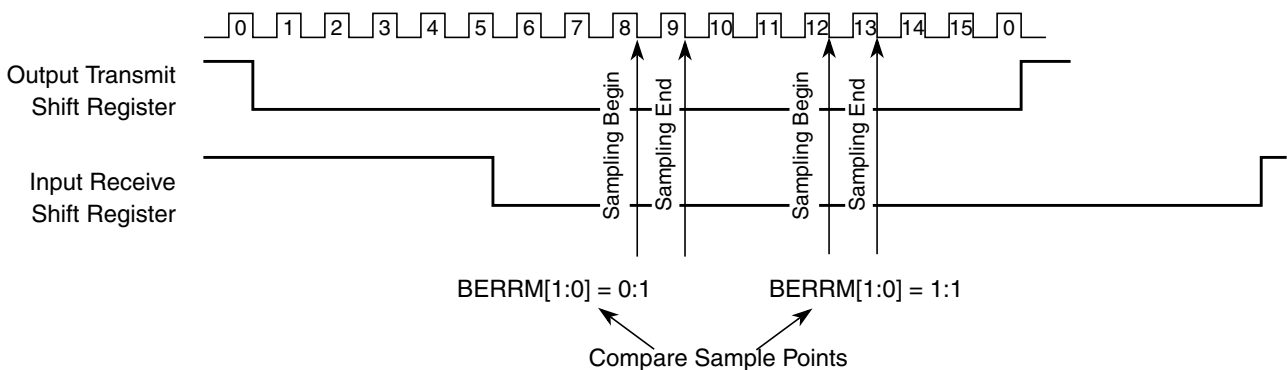 0 1 2 3 4 5 6 7 8 9 10 11 12 13 14 15 0
Output Transmit
Shift Register
Input Receive
Shift Register
Sampling Begin
Sampling End
Sampling Begin
Sampling End
BERRM[1:0] = 0:1
BERRM[1:0] = 1:1
Compare Sample Points